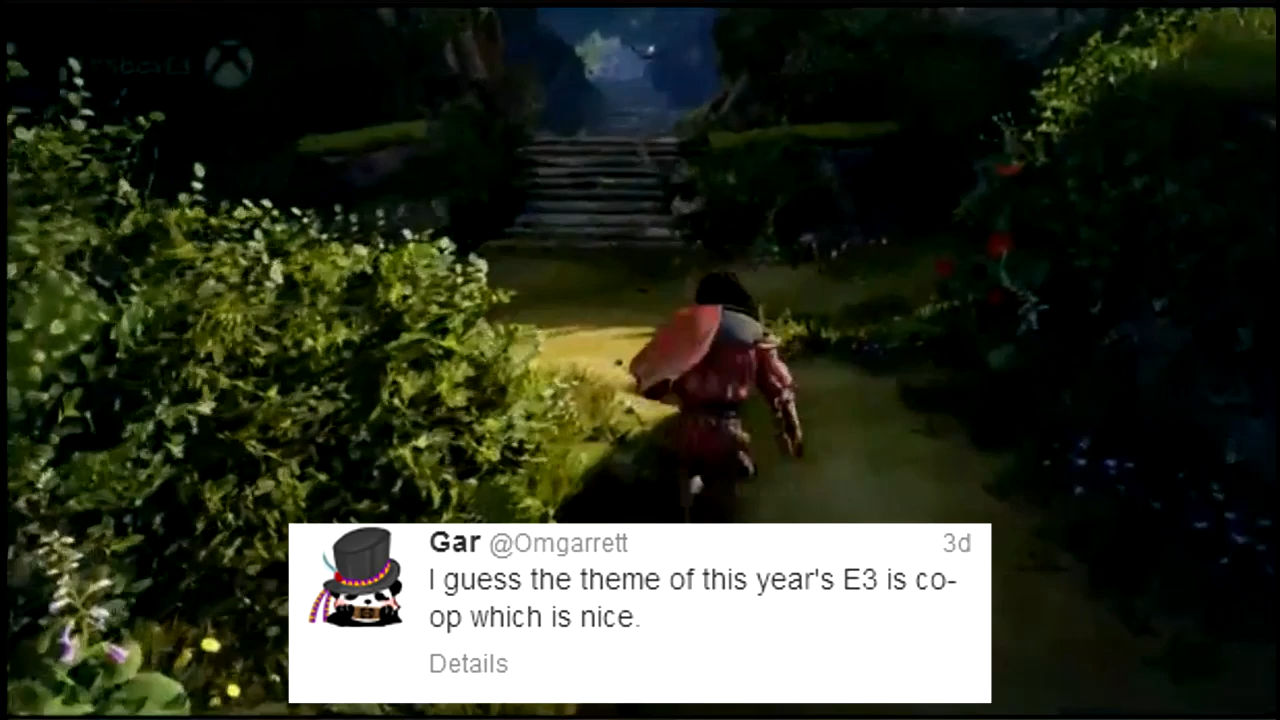 Gar @Omgarrett 3d
I guess the theme of this year's E3 is co-
op which is nice.
Details